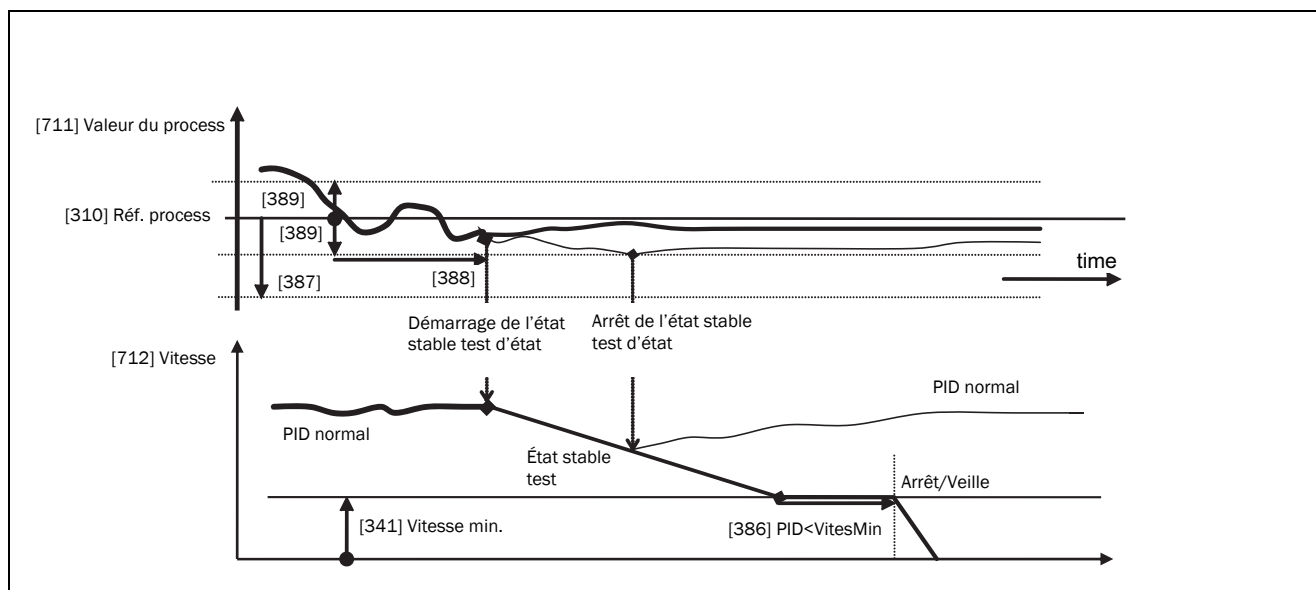 [711] Valeur du process
[389]
[310] Réf. process
[389]
[388]
[387]
time
Démarrage de l'état
stable test d'état
Arrêt de l'état stable
test d'état
[712] Vitesse
PID normal
PID normal
État stable
test
Arrêt/Veille
[341] Vitesse min.
[386] PID<VitesMin